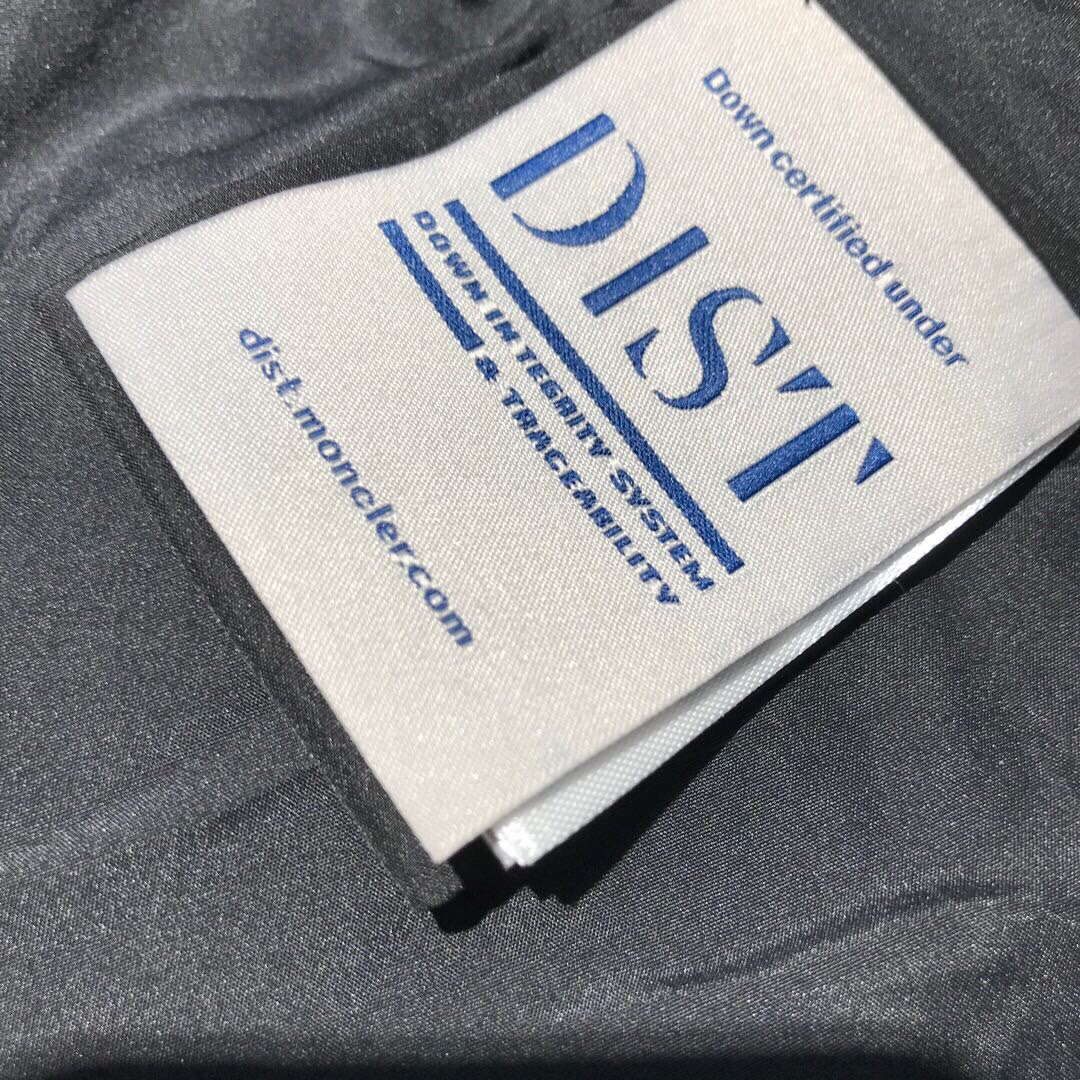 Down certified under
DIST
DOWN INTEGRITY SYSTEM
& TRACEABILITY
dist.moncler.com